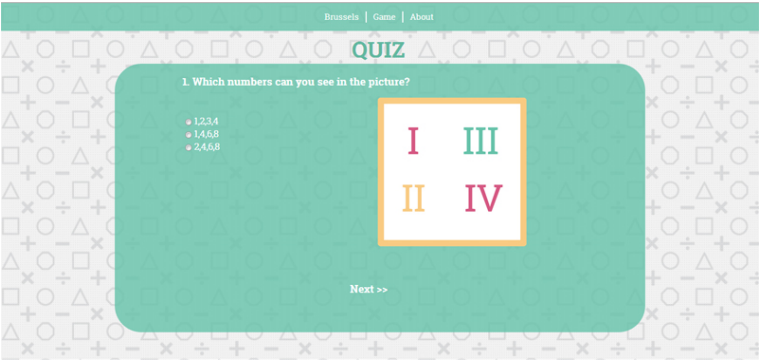 Brussels | Game | About
QUIZ
1. Which numbers can you see in the picture?
1,2,3,4
1,4,6,8
2,4,6,8
I III
II IV
Next >>